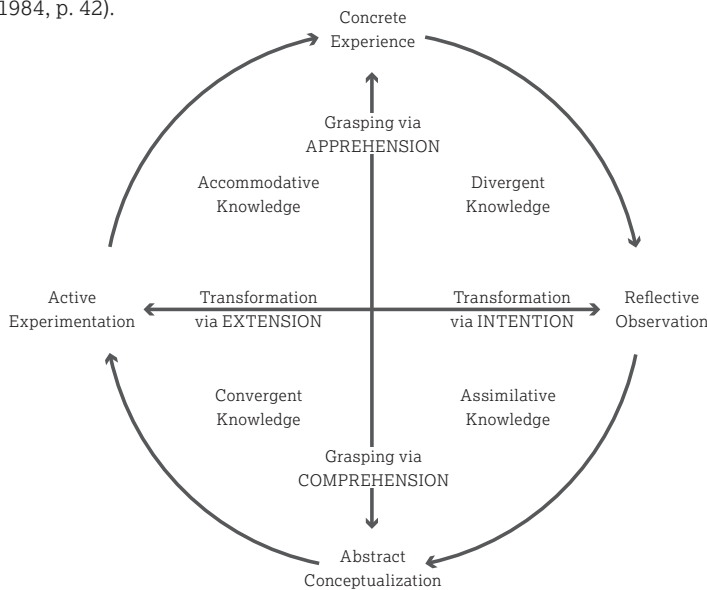 1984, p. 42).
Concrete
Experience
Grasping via
APPREHENSION
Accommodative
Knowledge
Divergent
Knowledge
Active
Experimentation
Transformation
via EXTENSION
Transformation
via INTENTION
Reflective
Observation
Convergent
Knowledge
Assimilative
Knowledge
Grasping via
COMPREHENSION
Abstract
Conceptualization